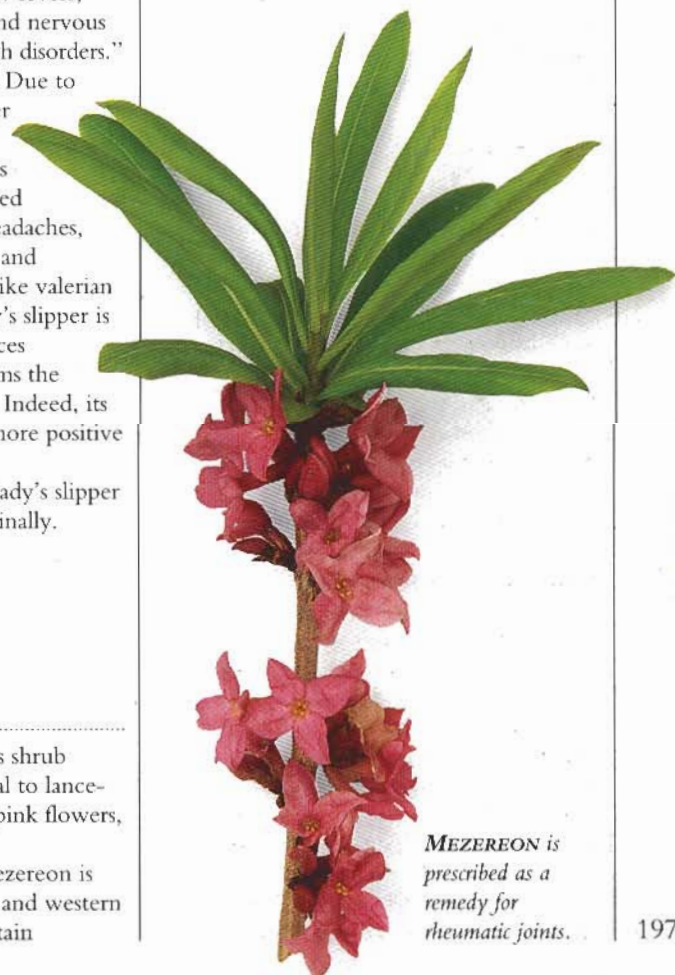 nd nervous
h disorders."
Due to
er
s
ed
eadaches,
and
ike valerian
's slipper is
ces
ms the
Indeed, its
nore positive
ady's slipper
inally.
s shrub
al to lance-
pink flowers,
ezereon is
and western
tain
MEZEREON is
prescribed as a
remedy for
rheumatic joints.
197